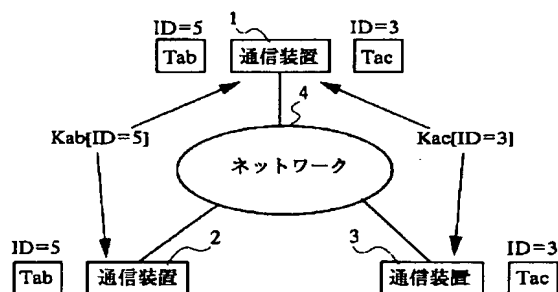 ID=5
1
ID=3
Tab
通信装置
Tac
4
Kab[ID=5]
Kac[ID=3]
ネットワーク
ID=5
2
3
ID=3
Tab
通信装置
通信装置
Tac